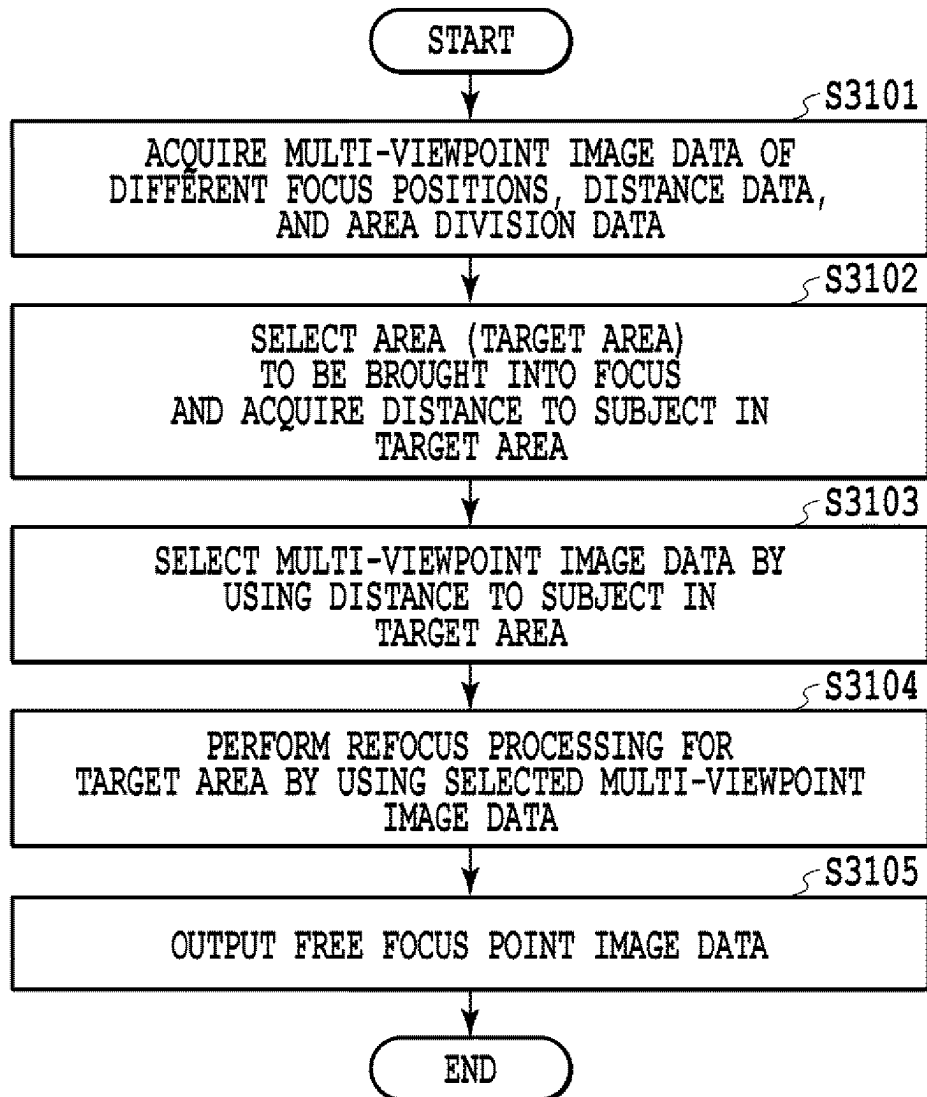 START
S3101
ACQUIRE MULTI-VIEWPOINT IMAGE DATA OF
DIFFERENT FOCUS POSITIONS, DISTANCE DATA,
AND AREA DIVISION DATA
S3102
SELECT AREA (TARGET AREA)
TO BE BROUGHT INTO FOCUS
AND ACQUIRE DISTANCE TO SUBJECT IN
TARGET AREA
S3103
SELECT MULTI-VIEWPOINT IMAGE DATA BY
USING DISTANCE TO SUBJECT IN
TARGET AREA
S3104
PERFORM REFOCUS PROCESSING FOR
TARGET AREA BY USING SELECTED MULTI-VIEWPOINT
IMAGE DATA
S3105
OUTPUT FREE FOCUS POINT IMAGE DATA
END